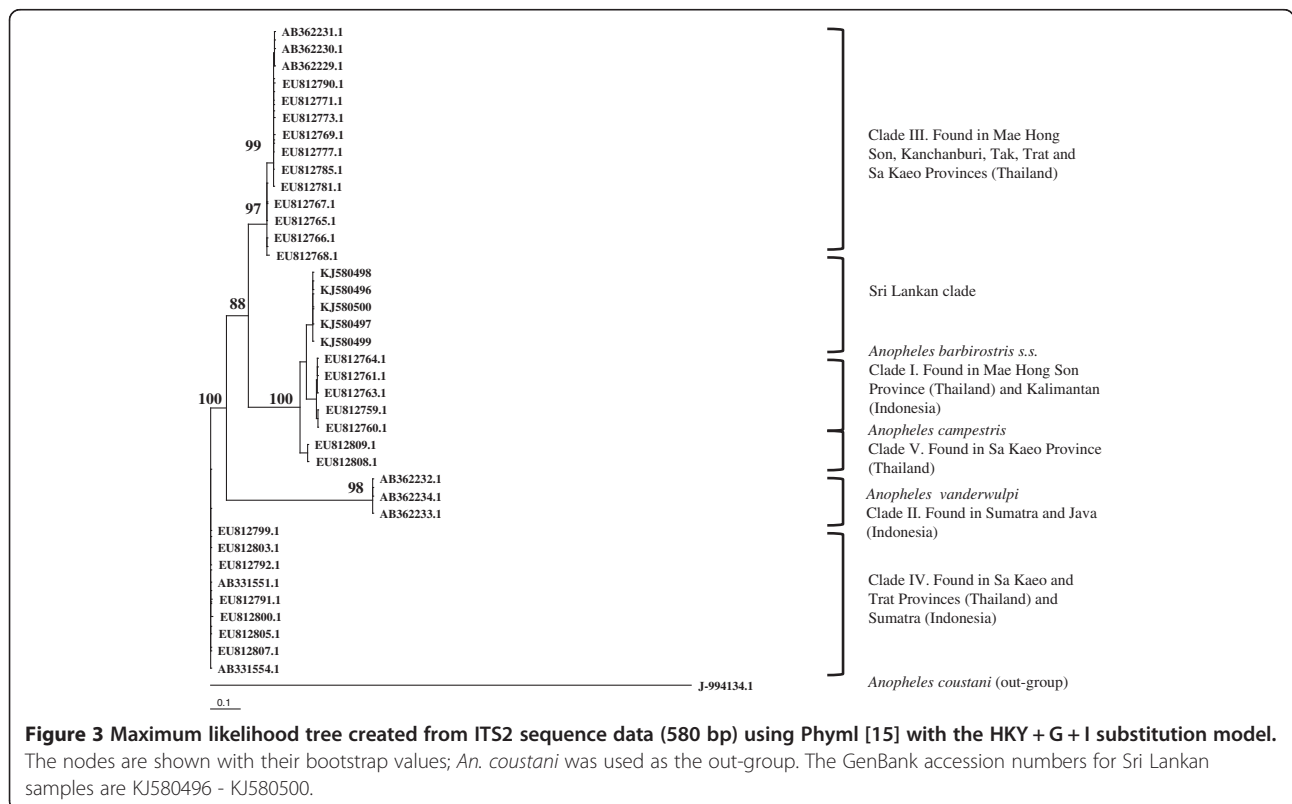 AB362231.1
AB362230.1
AB362229.1
EU812790.1
EU812771.1
EU812773.1
EU812769.1
EU812777.1
EU812785.1
EU812781.1
EU812767.1
EU812765.1
EU812766.1
EU812768.1
KJ580498
KJ580496
KJ580500
KJ580497
KJ580499
EU812764.1
EU812761.1
EU812763.1
EU812759.1
EU812760.1
EU812809.1
EU812808.1
AB362232.1
AB362234.1
AB362233.1
EU812799.1
EU812803.1
EU812792.1
AB331551.1
EU812791.1
EU812800.1
EU812805.1
EU812807.1
AB331554.1
J-994134.1
99
97
88
100
100
98
0.1
Clade III. Found in Mae Hong
Son, Kanchanburi, Tak, Trat and
Sa Kaeo Provinces (Thailand)
Sri Lankan clade
Anopheles barbirostris s.s.
Clade I. Found in Mae Hong Son
Province (Thailand) and Kalimantan
(Indonesia)
Anopheles campestris
Clade V. Found in Sa Kaeo Province
(Thailand)
Anopheles vanderwulpi
Clade II. Found in Sumatra and Java
(Indonesia)
Clade IV. Found in Sa Kaeo and
Trat Provinces (Thailand) and
Sumatra (Indonesia)
Anopheles coustani (out-group)
Figure 3 Maximum likelihood tree created from ITS2 sequence data (580 bp) using Phyml [15] with the HKY + G + I substitution model.
The nodes are shown with their bootstrap values; An. coustani was used as the out-group. The GenBank accession numbers for Sri Lankan
samples are KJ580496 - KJ580500.